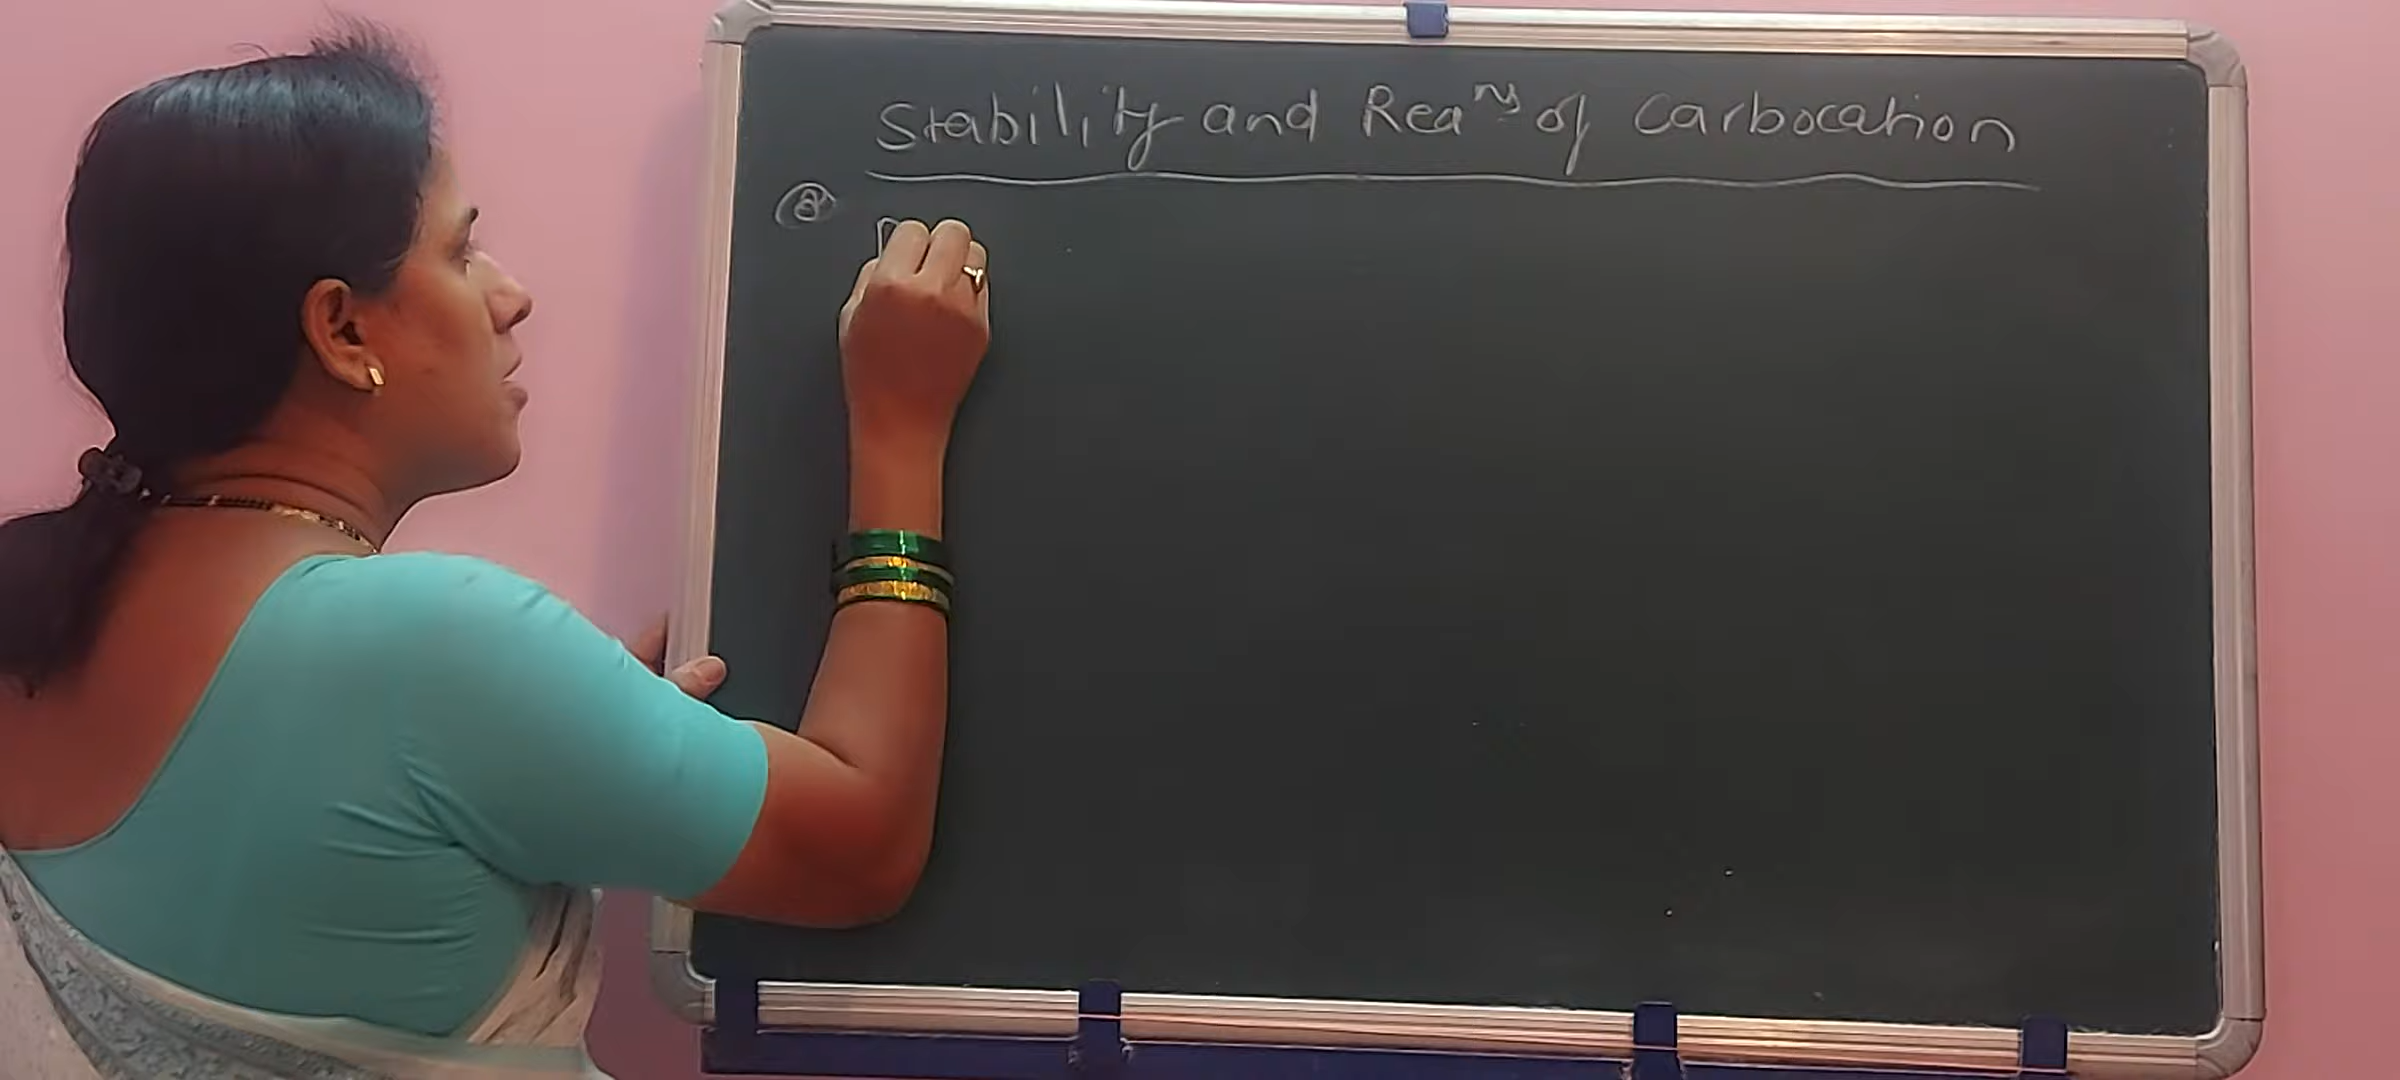 Stability and Reaⁿˢ of Carbocation